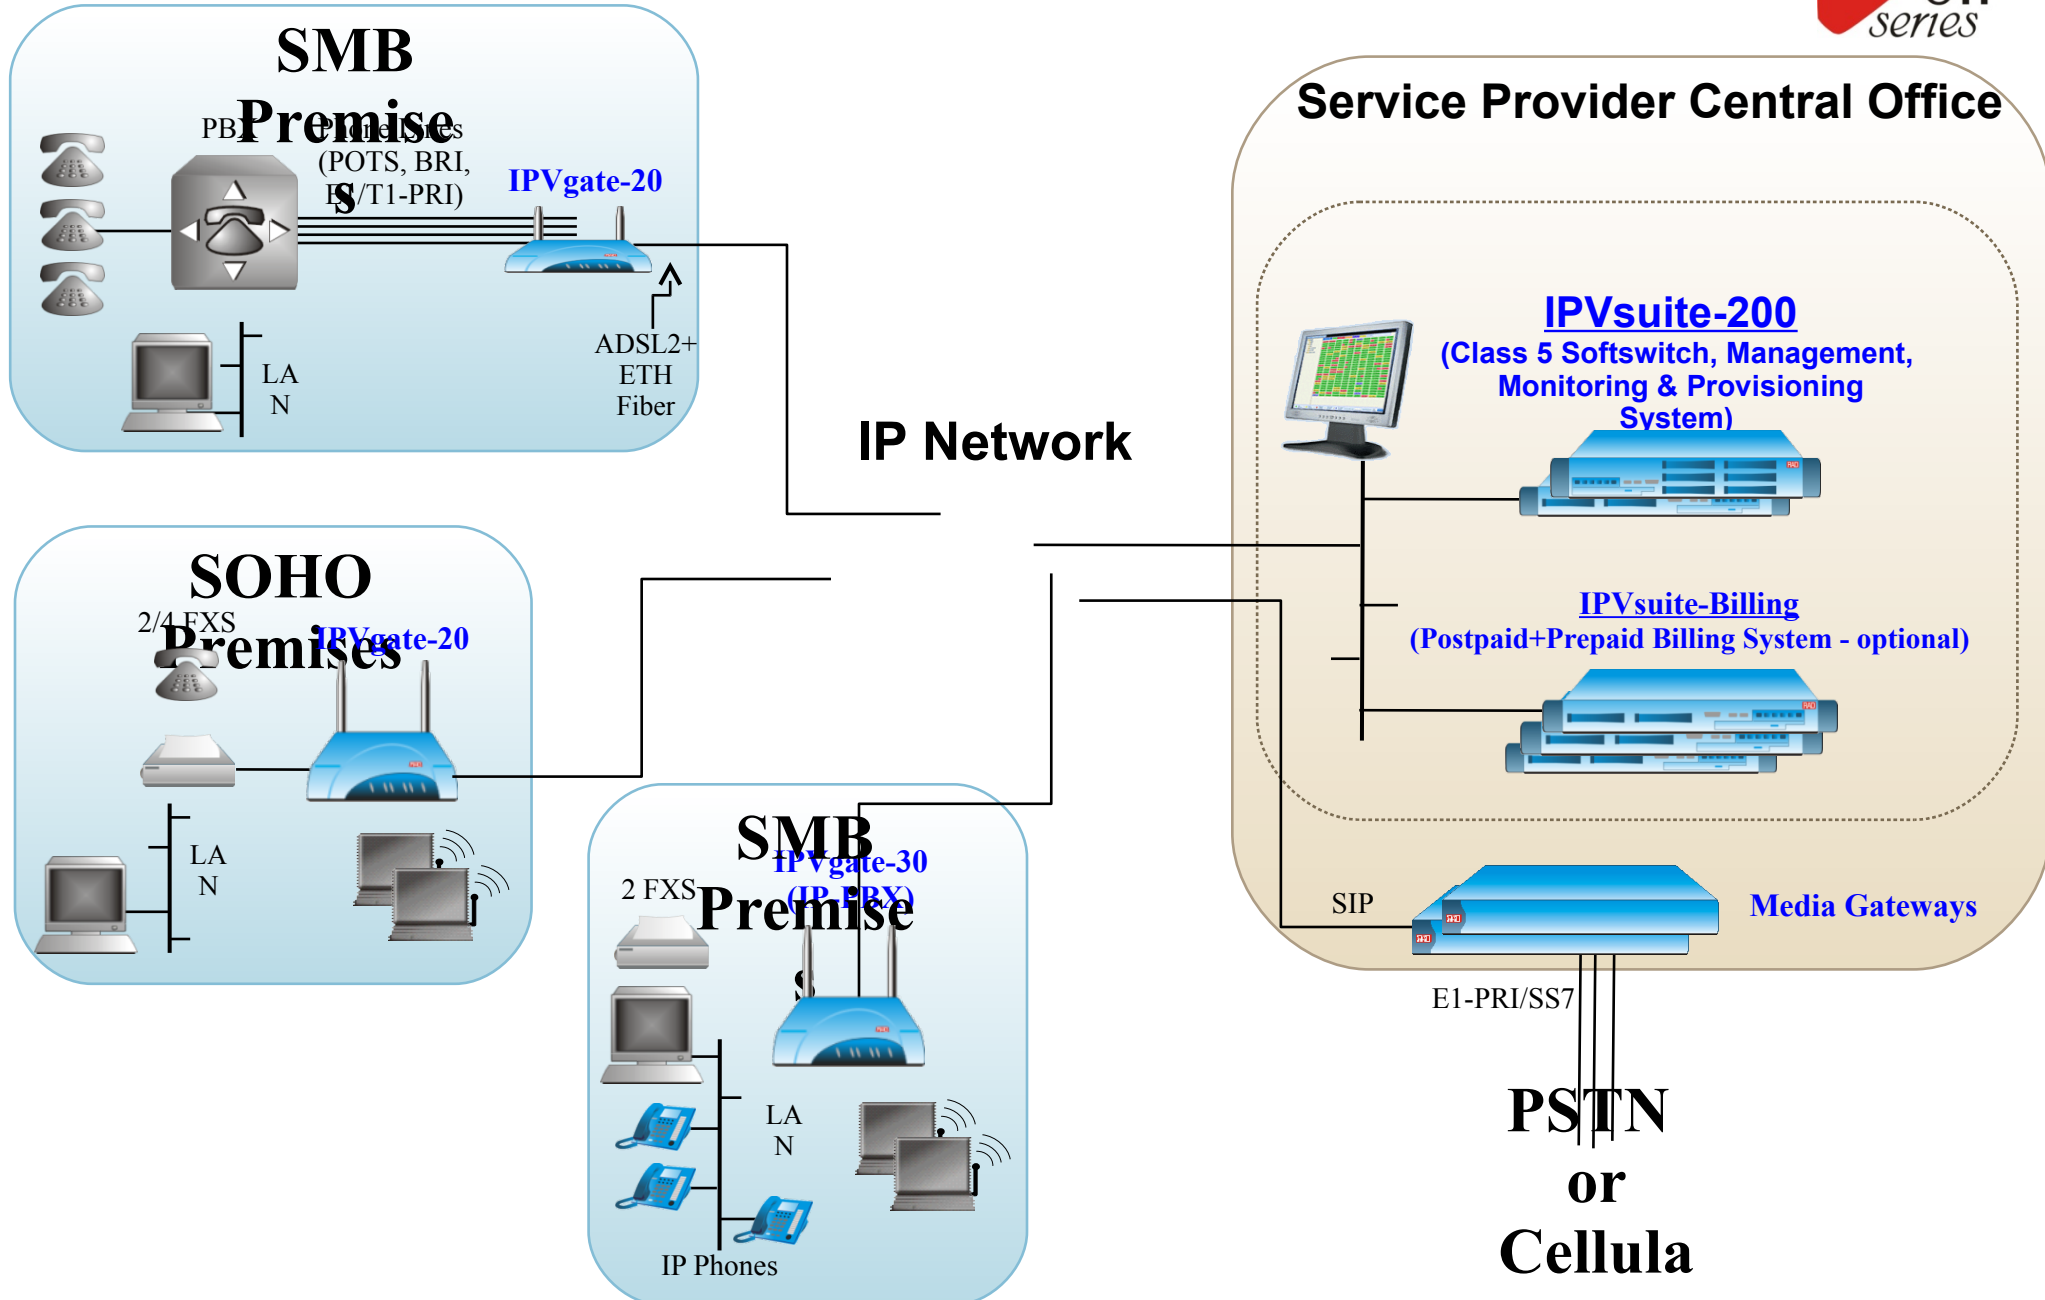 series
SMB
Premise
s
PBX
Phone Lines
(POTS, BRI,
E1/T1-PRI)
IPVgate-20
ADSL2+
ETH
Fiber
LA
N
IP Network
Service Provider Central Office
IPVsuite-200
(Class 5 Softswitch, Management,
Monitoring & Provisioning
System)
IPVsuite-Billing
(Postpaid+Prepaid Billing System - optional)
SIP
Media Gateways
E1-PRI/SS7
PSTN
or
Cellula
SOHO
Premises
2/4 FXS
IPVgate-20
LA
N
SMB
Premise
s
IPVgate-30
(IP-PBX)
2 FXS
LA
N
IP Phones